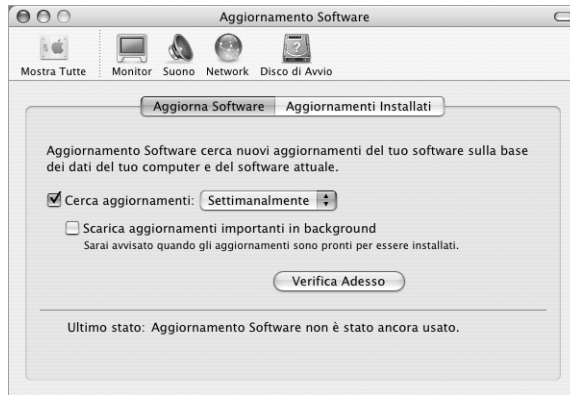 Aggiornamento Software
Mostra Tutte Monitor Suono Network Disco di Avvio
Aggiorna Software Aggiornamenti Installati
Aggiornamento Software cerca nuovi aggiornamenti del tuo software sulla base
dei dati del tuo computer e del software attuale.
Cerca aggiornamenti: Settimanalmente
Scarica aggiornamenti importanti in background
Sarai avvisato quando gli aggiornamenti sono pronti per essere installati.
Verifica Adesso
Ultimo stato: Aggiornamento Software non è stato ancora usato.